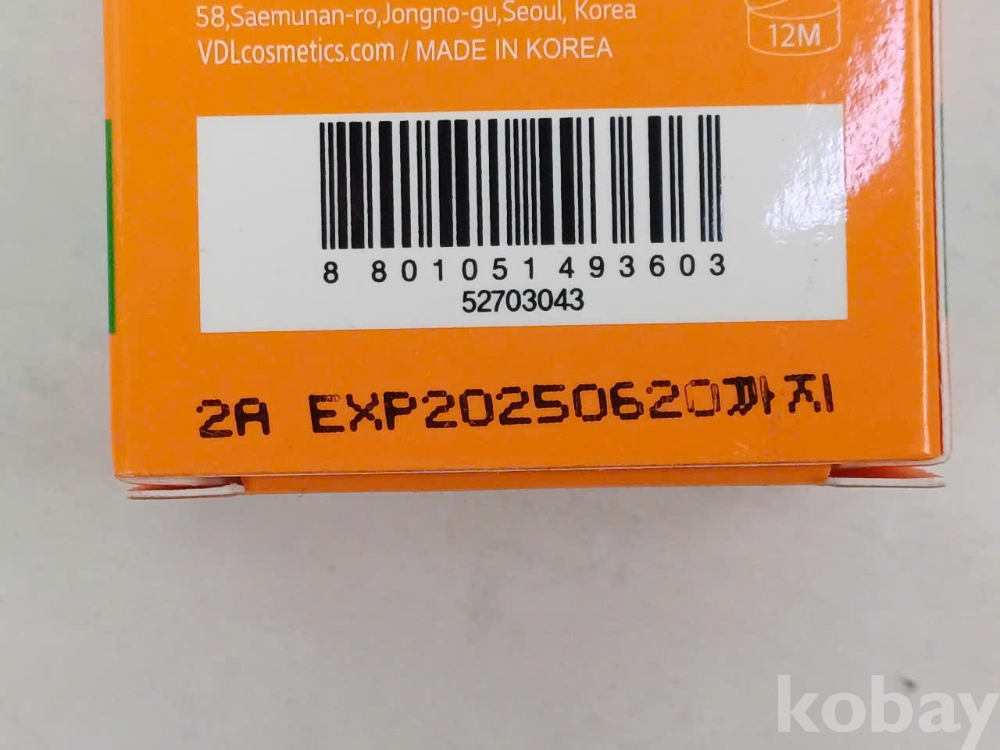 58,Saemunan-ro,Jongno-gu,Seoul, Korea
VDLcosmetics.com / MADE IN KOREA
12M
8 801051 493603
52703043
2A EXP20250620까지
kobay